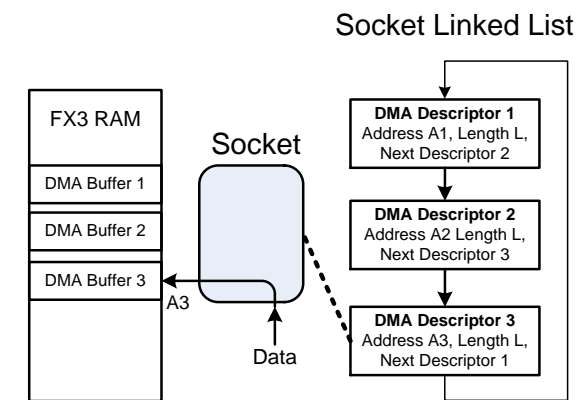 Socket Linked List
FX3 RAM
DMA Buffer 1
DMA Buffer 2
DMA Buffer 3
Socket
A3
Data
DMA Descriptor 1
Address A1, Length L,
Next Descriptor 2
DMA Descriptor 2
Address A2 Length L,
Next Descriptor 3
DMA Descriptor 3
Address A3, Length L,
Next Descriptor 1